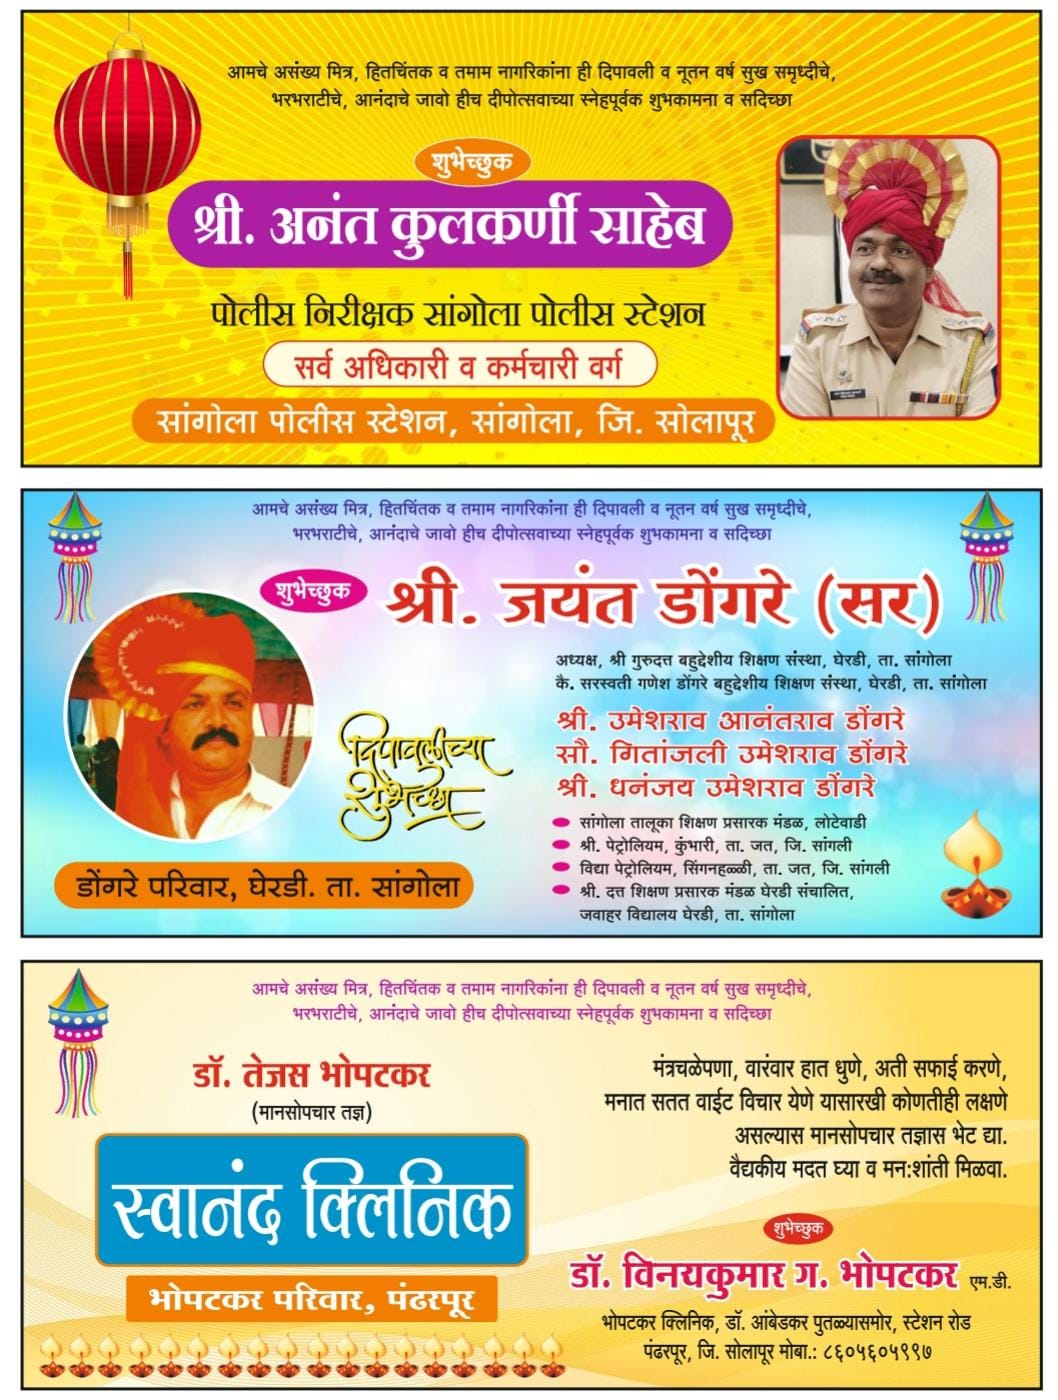 आमचे असंख्य मित्र, हितचिंतक व तमाम नागरिकांना ही दिपावली व नूतन वर्ष सुख समृध्दीचे,
भरभराटीचे, आनंदाचे जावो हीच दीपोत्सवाच्या स्नेहपूर्वक शुभकामना व सदिच्छा
शुभेच्छुक
श्री. अनंत कुलकर्णी साहेब
पोलीस निरीक्षक सांगोला पोलीस स्टेशन
सर्व अधिकारी व कर्मचारी वर्ग
सांगोला पोलीस स्टेशन, सांगोला, जि. सोलापूर
आमचे असंख्य मित्र, हितचिंतक व तमाम नागरिकांना ही दिपावली व नूतन वर्ष सुख समृध्दीचे,
भरभराटीचे, आनंदाचे जावो हीच दीपोत्सवाच्या स्नेहपूर्वक शुभकामना व सदिच्छा
शुभेच्छुक
श्री. जयंत डोंगरे (सर)
अध्यक्ष, श्री गुरुदत्त बहुद्देशीय शिक्षण संस्था, घेरडी, ता. सांगोला
कै. सरस्वती गणेश डोंगरे बहुद्देशीय शिक्षण संस्था, घेरडी, ता. सांगोला
दिपावलीच्या
शुभेच्छा
श्री. उमेशराव आनंतराव डोंगरे
सौ. गितांजली उमेशराव डोंगरे
श्री. धनंजय उमेशराव डोंगरे
सांगोला तालूका शिक्षण प्रसारक मंडळ, लोटेवाडी
श्री. पेट्रोलियम, कुंभारी, ता. जत, जि. सांगली
विद्या पेट्रोलियम, सिंगनहळ्ळी, ता. जत, जि. सांगली
श्री. दत्त शिक्षण प्रसारक मंडळ घेरडी संचालित,
जवाहर विद्यालय घेरडी, ता. सांगोला
डोंगरे परिवार, घेरडी. ता. सांगोला
आमचे असंख्य मित्र, हितचिंतक व तमाम नागरिकांना ही दिपावली व नूतन वर्ष सुख समृध्दीचे,
भरभराटीचे, आनंदाचे जावो हीच दीपोत्सवाच्या स्नेहपूर्वक शुभकामना व सदिच्छा
डॉ. तेजस भोपटकर
(मानसोपचार तज्ञ)
स्वानंद क्लिनिक
भोपटकर परिवार, पंढरपूर
मंत्रचळेपणा, वारंवार हात धुणे, अती सफाई करणे,
मनात सतत वाईट विचार येणे यासारखी कोणतीही लक्षणे
असल्यास मानसोपचार तज्ञास भेट द्या.
वैद्यकीय मदत घ्या व मन:शांती मिळवा.
शुभेच्छुक
डॉ. विनयकुमार ग. भोपटकर एम.डी.
भोपटकर क्लिनिक, डॉ. आंबेडकर पुतळ्यासमोर, स्टेशन रोड
पंढरपूर, जि. सोलापूर मोबा.: ८६०५६०५९९७